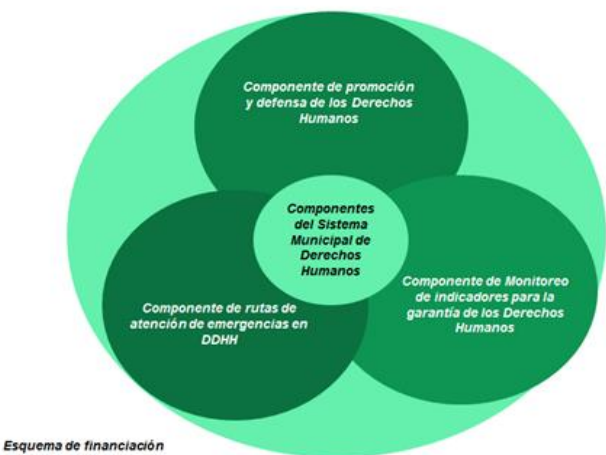 Componente de promoción
y defensa de los Derechos
Humanos
Componentes
del Sistema
Municipal de
Derechos
Humanos
Componente de rutas de
atención de emergencias en
DDHH
Componente de Monitoreo
de indicadores para la
garantía de los Derechos
Humanos
Esquema de financiación